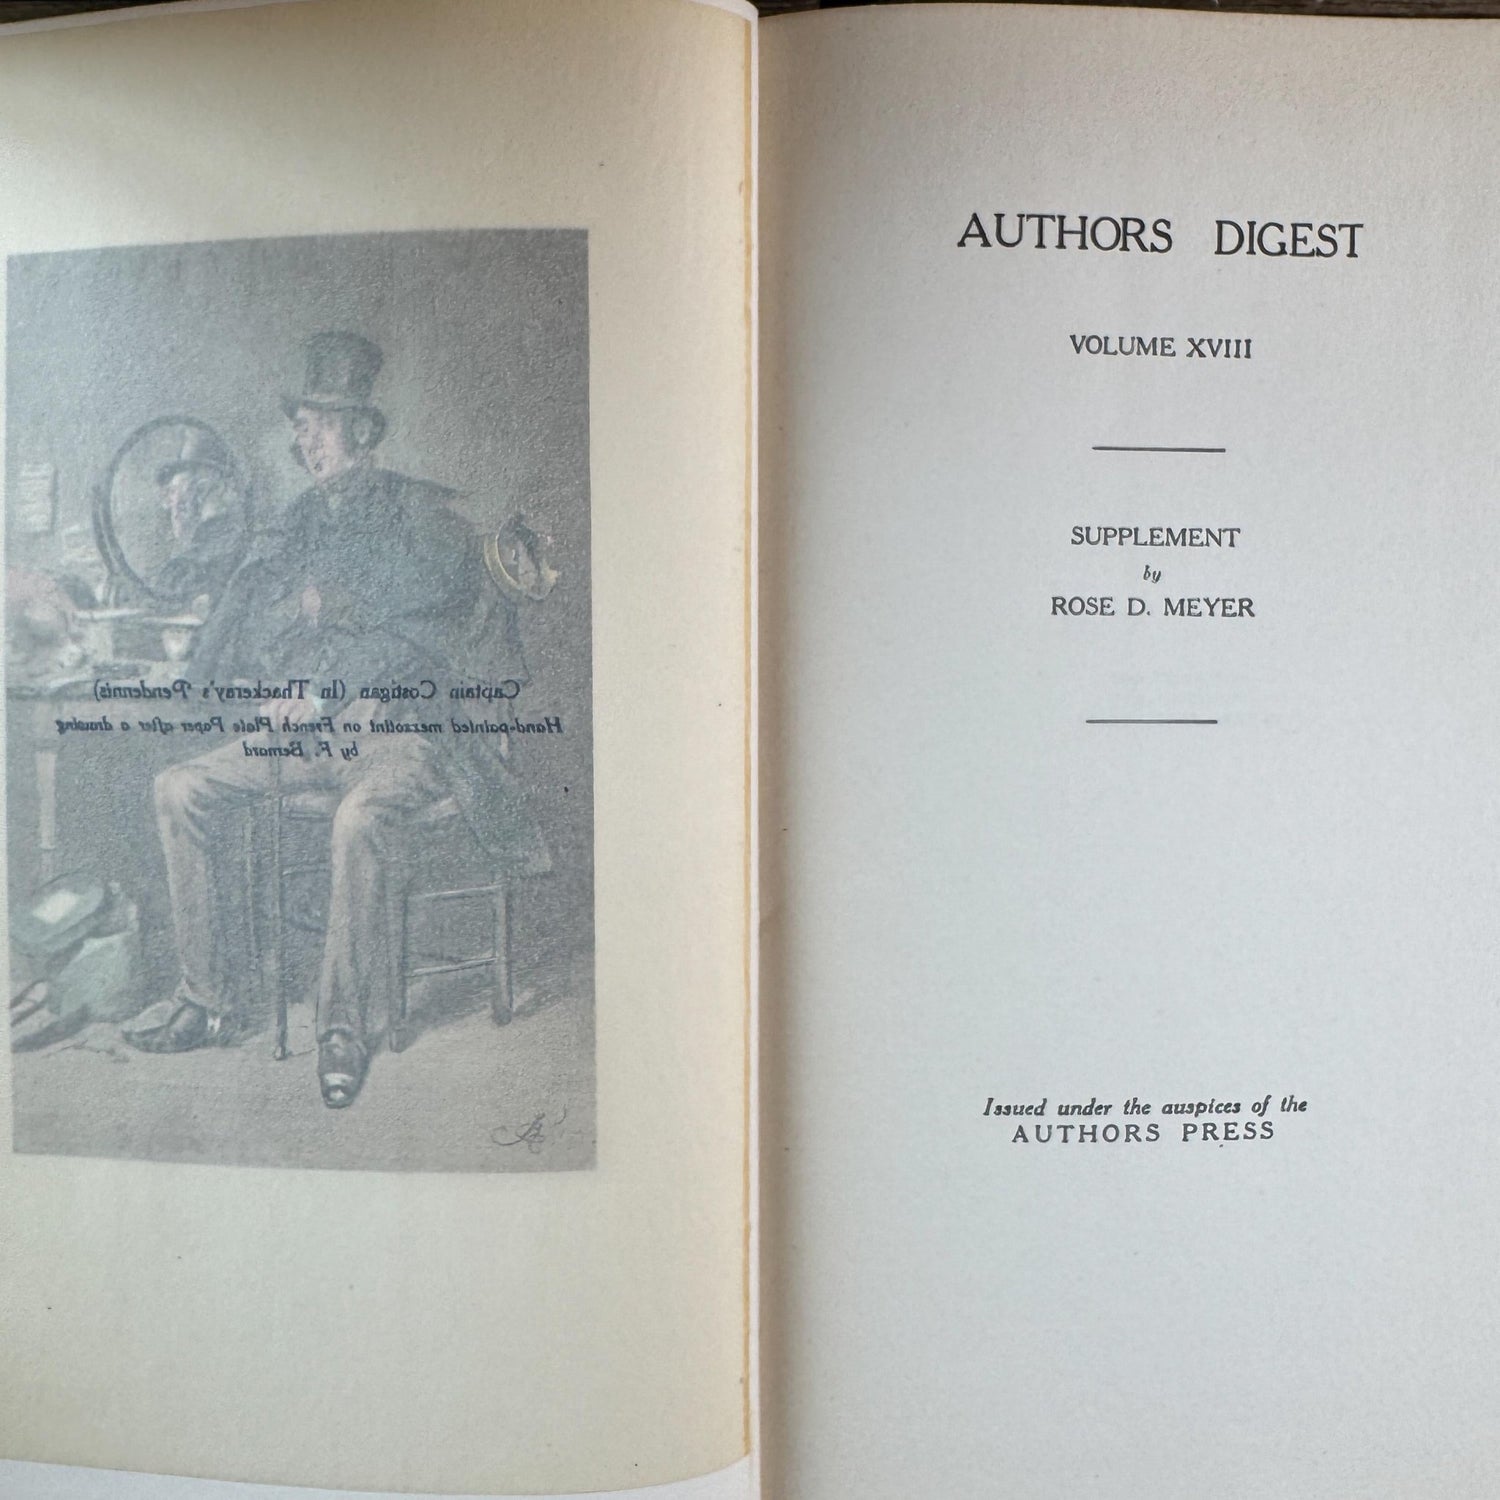 Captain Costigan (In Thackeray's Pendennis)
Hand-painted mezzotint on French Plate Paper after a drawing
by F. Bernard
AUTHORS DIGEST
VOLUME XVIII
SUPPLEMENT
by
ROSE D. MEYER
Issued under the auspices of the
AUTHORS PRESS